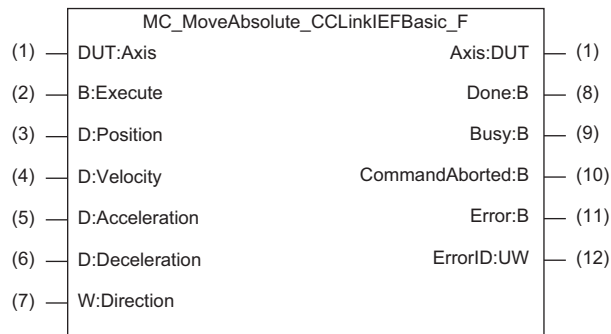 MC_MoveAbsolute_CCLinkIEFBasic_F
(1) DUT:Axis Axis:DUT (1)
(2) B:Execute Done:B (8)
(3) D:Position Busy:B (9)
(4) D:Velocity CommandAborted:B (10)
(5) D:Acceleration Error:B (11)
(6) D:Deceleration ErrorID:UW (12)
(7) W:Direction